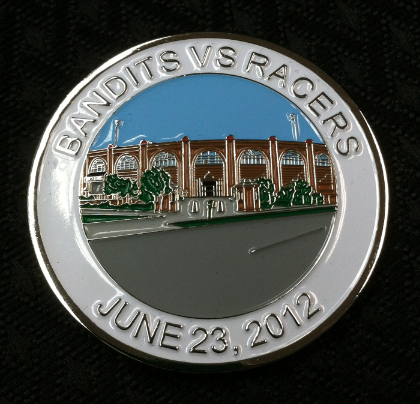 BANDITS VS RACERS
JUNE 23, 2012